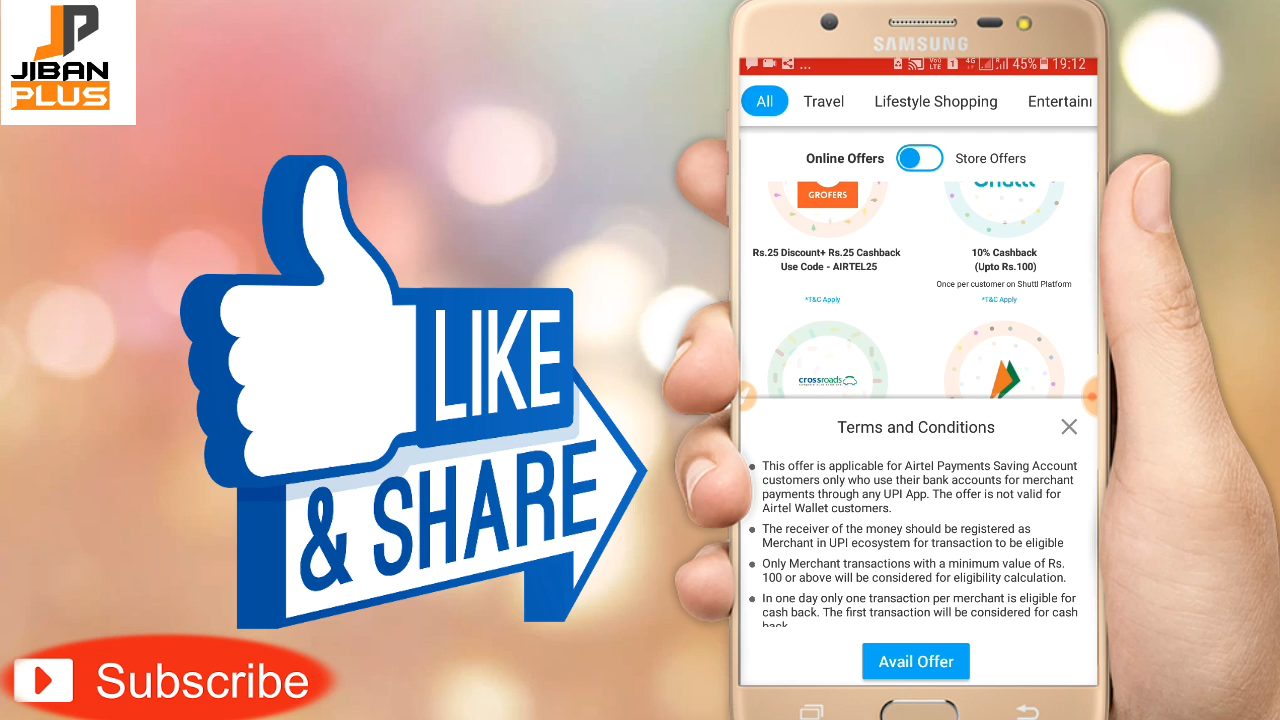 JIBAN
PLUS
LIKE
& SHARE
Subscribe
SAMSUNG
... 45% 19:12
All Travel Lifestyle Shopping Entertain
Online Offers Store Offers
GROFERS
Shuttl
Rs.25 Discount+ Rs.25 Cashback
Use Code - AIRTEL25
*T&C Apply
10% Cashback
(Upto Rs.100)
Once per customer on Shuttl Platform
*T&C Apply
crossroads
Terms and Conditions
This offer is applicable for Airtel Payments Saving Account
customers only who use their bank accounts for merchant
payments through any UPI App. The offer is not valid for
Airtel Wallet customers.
The receiver of the money should be registered as
Merchant in UPI ecosystem for transaction to be eligible
Only Merchant transactions with a minimum value of Rs.
100 or above will be considered for eligibility calculation.
In one day only one transaction per merchant is eligible for
cash back. The first transaction will be considered for cash
back
Avail Offer